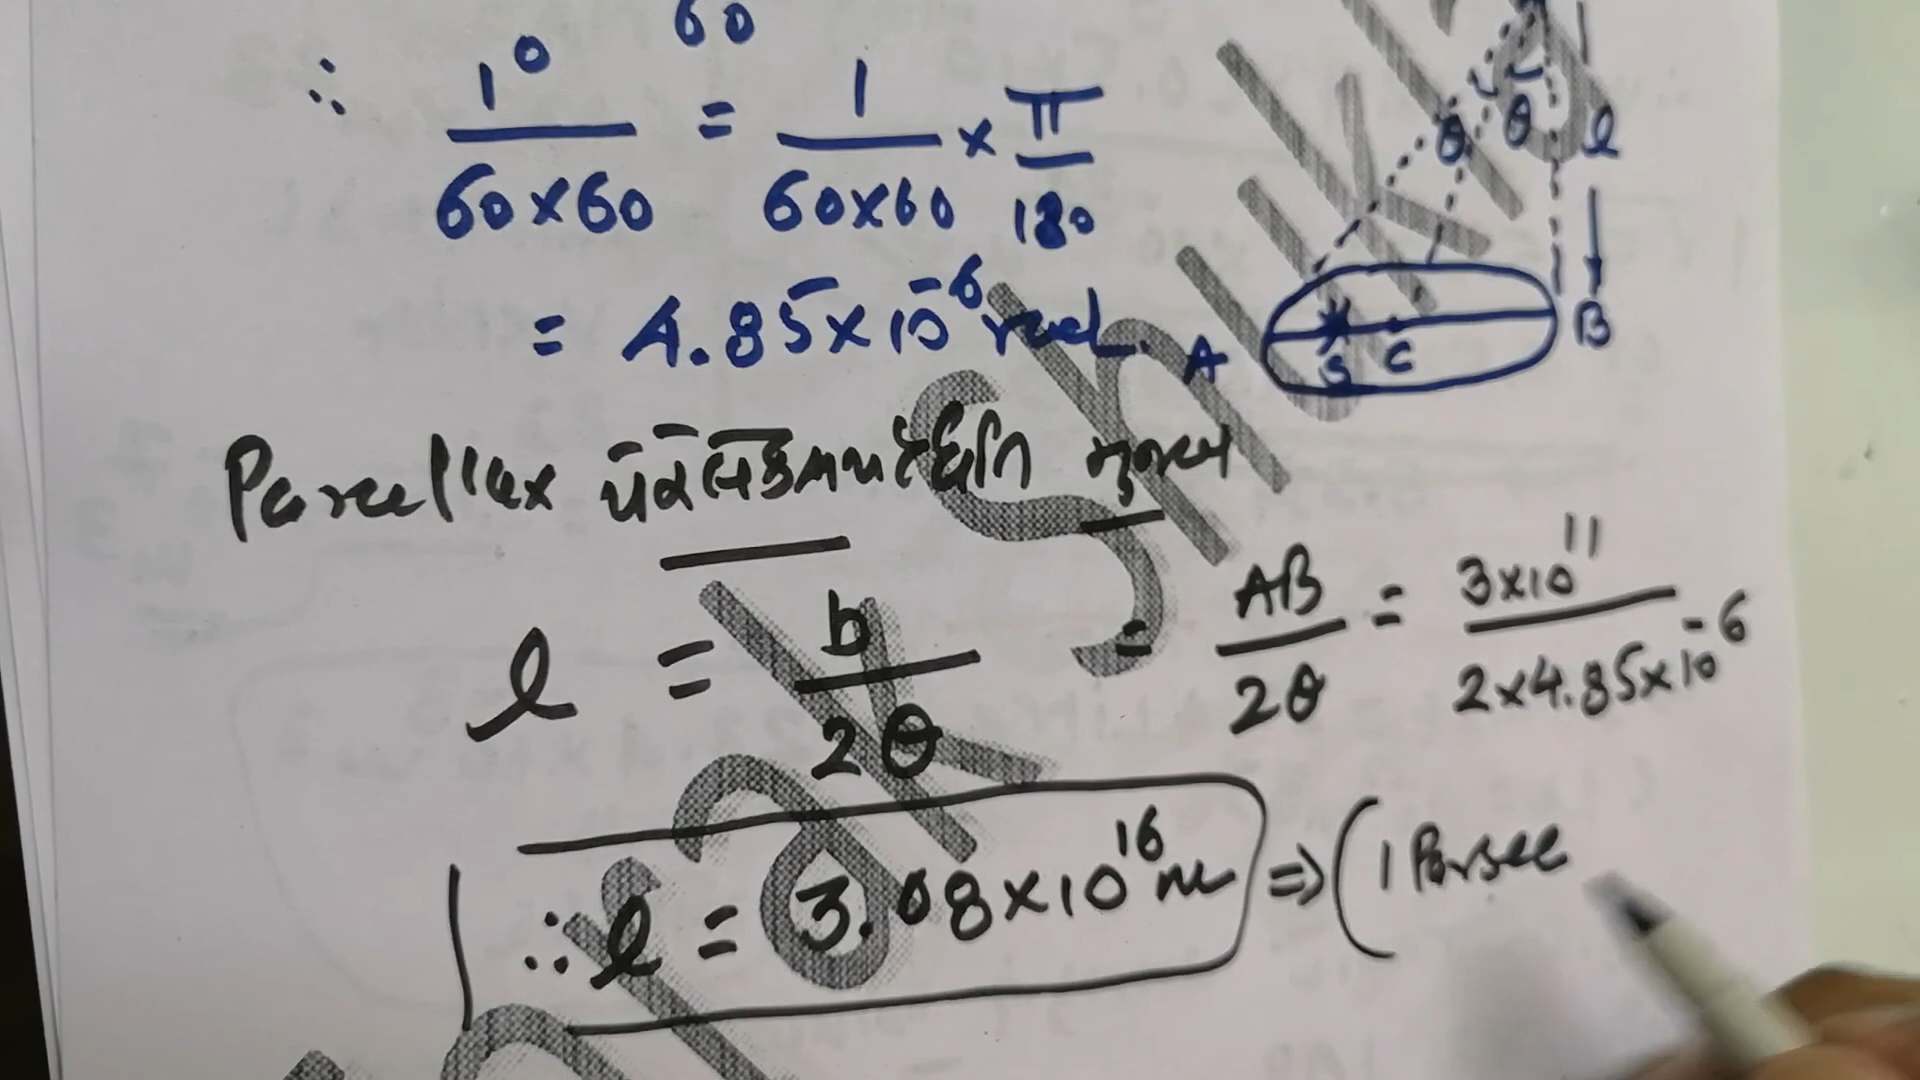 60
∴ 1° / 60×60 = 1 / 60×60 × π / 180
= 4.85×10⁻⁶ rad.
θ θ l
A S C B
Parallax
l = b / 2θ = AB / 2θ = 3×10¹¹ / 2×4.85×10⁻⁶
∴ l = 3.08×10¹⁶ m ⇒ (1 Parsec